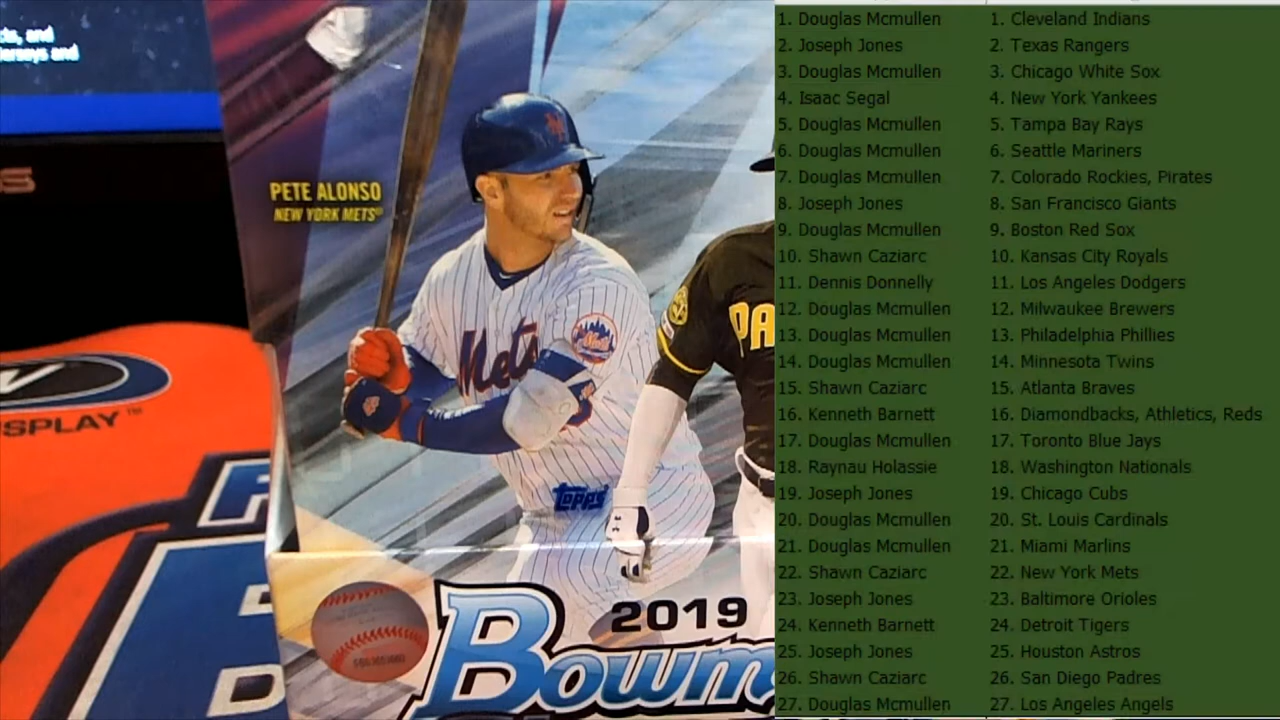 ds, and
jerseys and
S
V
DISPLAY™
PETE ALONSO
NEW YORK METS
M
Mets
Mets
PA
Topps
2019
Bowm
1. Douglas Mcmullen 1. Cleveland Indians
2. Joseph Jones 2. Texas Rangers
3. Douglas Mcmullen 3. Chicago White Sox
4. Isaac Segal 4. New York Yankees
5. Douglas Mcmullen 5. Tampa Bay Rays
6. Douglas Mcmullen 6. Seattle Mariners
7. Douglas Mcmullen 7. Colorado Rockies, Pirates
8. Joseph Jones 8. San Francisco Giants
9. Douglas Mcmullen 9. Boston Red Sox
10. Shawn Caziarc 10. Kansas City Royals
11. Dennis Donnelly 11. Los Angeles Dodgers
12. Douglas Mcmullen 12. Milwaukee Brewers
13. Douglas Mcmullen 13. Philadelphia Phillies
14. Douglas Mcmullen 14. Minnesota Twins
15. Shawn Caziarc 15. Atlanta Braves
16. Kenneth Barnett 16. Diamondbacks, Athletics, Reds
17. Douglas Mcmullen 17. Toronto Blue Jays
18. Raynau Holassie 18. Washington Nationals
19. Joseph Jones 19. Chicago Cubs
20. Douglas Mcmullen 20. St. Louis Cardinals
21. Douglas Mcmullen 21. Miami Marlins
22. Shawn Caziarc 22. New York Mets
23. Joseph Jones 23. Baltimore Orioles
24. Kenneth Barnett 24. Detroit Tigers
25. Joseph Jones 25. Houston Astros
26. Shawn Caziarc 26. San Diego Padres
27. Douglas Mcmullen 27. Los Angeles Angels